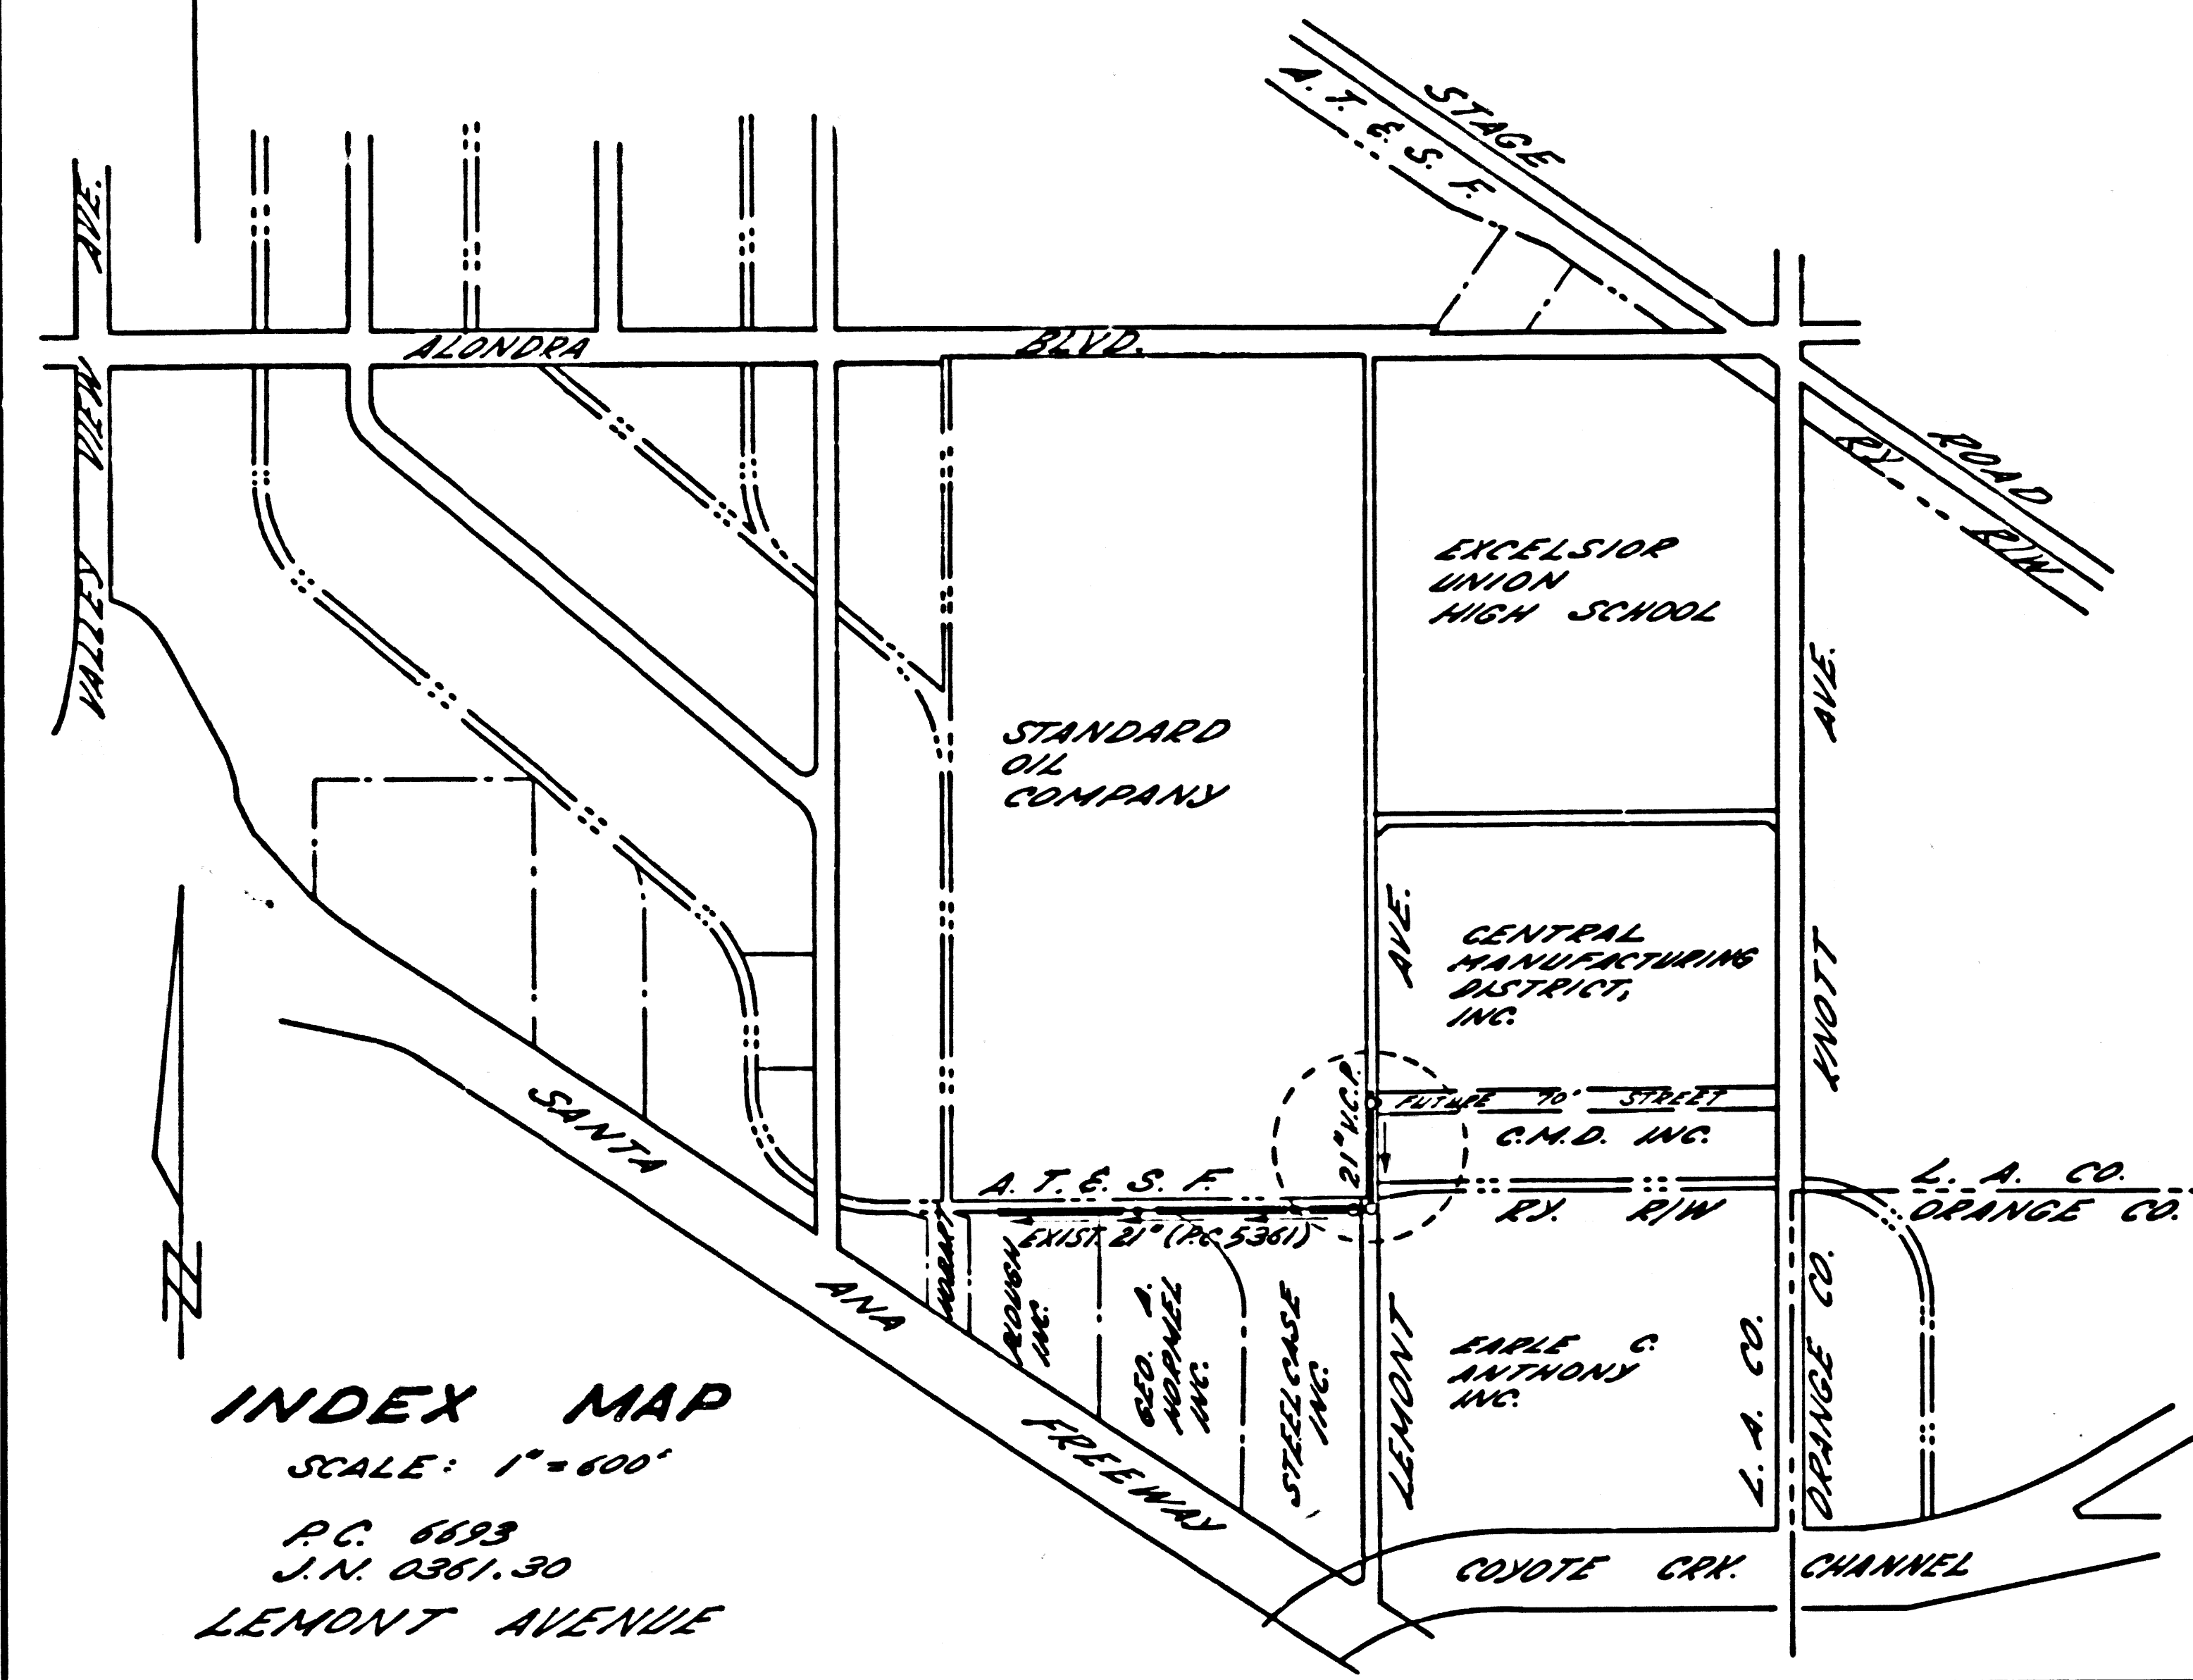 STAGE
A. T. & S. F.
AVE.
ALONDRA BLVD.
VALLEY VIEW
ROAD
RY. R/W
EXCELSIOR
UNION
HIGH SCHOOL
AVE.
STANDARD
OIL
COMPANY
AVE.
CENTRAL
MANUFACTURING
DISTRICT,
INC.
KNOTT
21" V.C.P.
FUTURE 70' STREET
C.M.D. INC.
SANTA
A. T. & S. F.
RY. R/W
L. A. CO.
ORANGE CO.
EXIST. 21" (P.C. 5361)
N
ANA
INC.
GEO. A.
HORMEL
INC.
STEELCASE
INC.
LEMONT
EARLE C.
ANTHONY
INC.
L. A. CO.
ORANGE CO.
FREEWAY
COYOTE CRK. CHANNEL
INDEX MAP
SCALE: 1" = 600'
P.C. 6693
J.N. 0361.30
LEMONT AVENUE